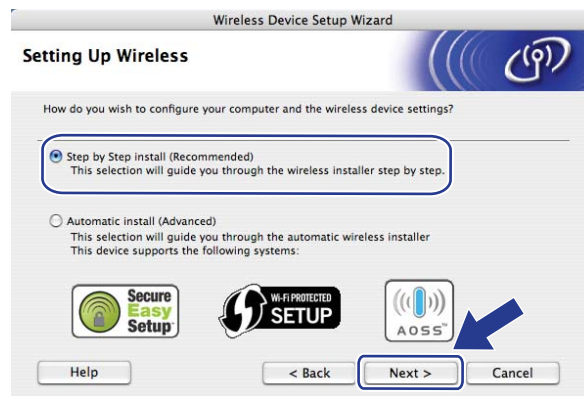 Wireless Device Setup Wizard
Setting Up Wireless
How do you wish to configure your computer and the wireless device settings?
Step by Step install (Recommended)
This selection will guide you through the wireless installer step by step.
Automatic install (Advanced)
This selection will guide you through the automatic wireless installer
This device supports the following systems:
Secure
Easy
Setup™
Wi-Fi PROTECTED
SETUP
AOSS™
Help
< Back
Next >
Cancel